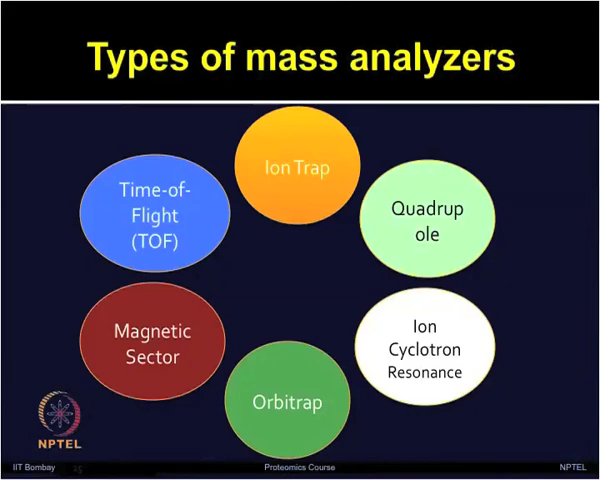 Types of mass analyzers
Ion Trap
Time-of-
Flight
(TOF)
Quadrup
ole
Magnetic
Sector
Ion
Cyclotron
Resonance
Orbitrap
NPTEL
IIT Bombay
15
Proteomics Course
NPTEL